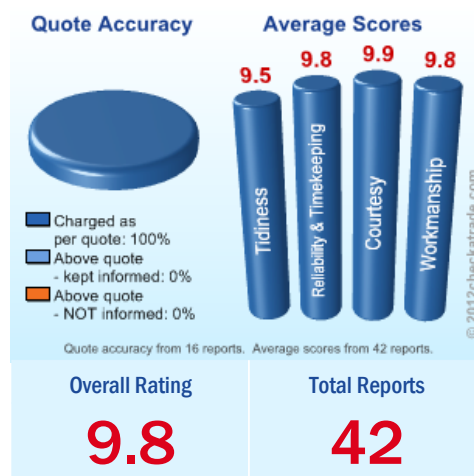 Quote Accuracy
Average Scores
9.5
9.8
9.9
9.8
Tidiness
Reliability & Timekeeping
Courtesy
Workmanship
Charged as
per quote: 100%
Above quote
- kept informed: 0%
Above quote
- NOT informed: 0%
© 2012checkatrade.com
Quote accuracy from 16 reports. Average scores from 42 reports.
Overall Rating
9.8
Total Reports
42